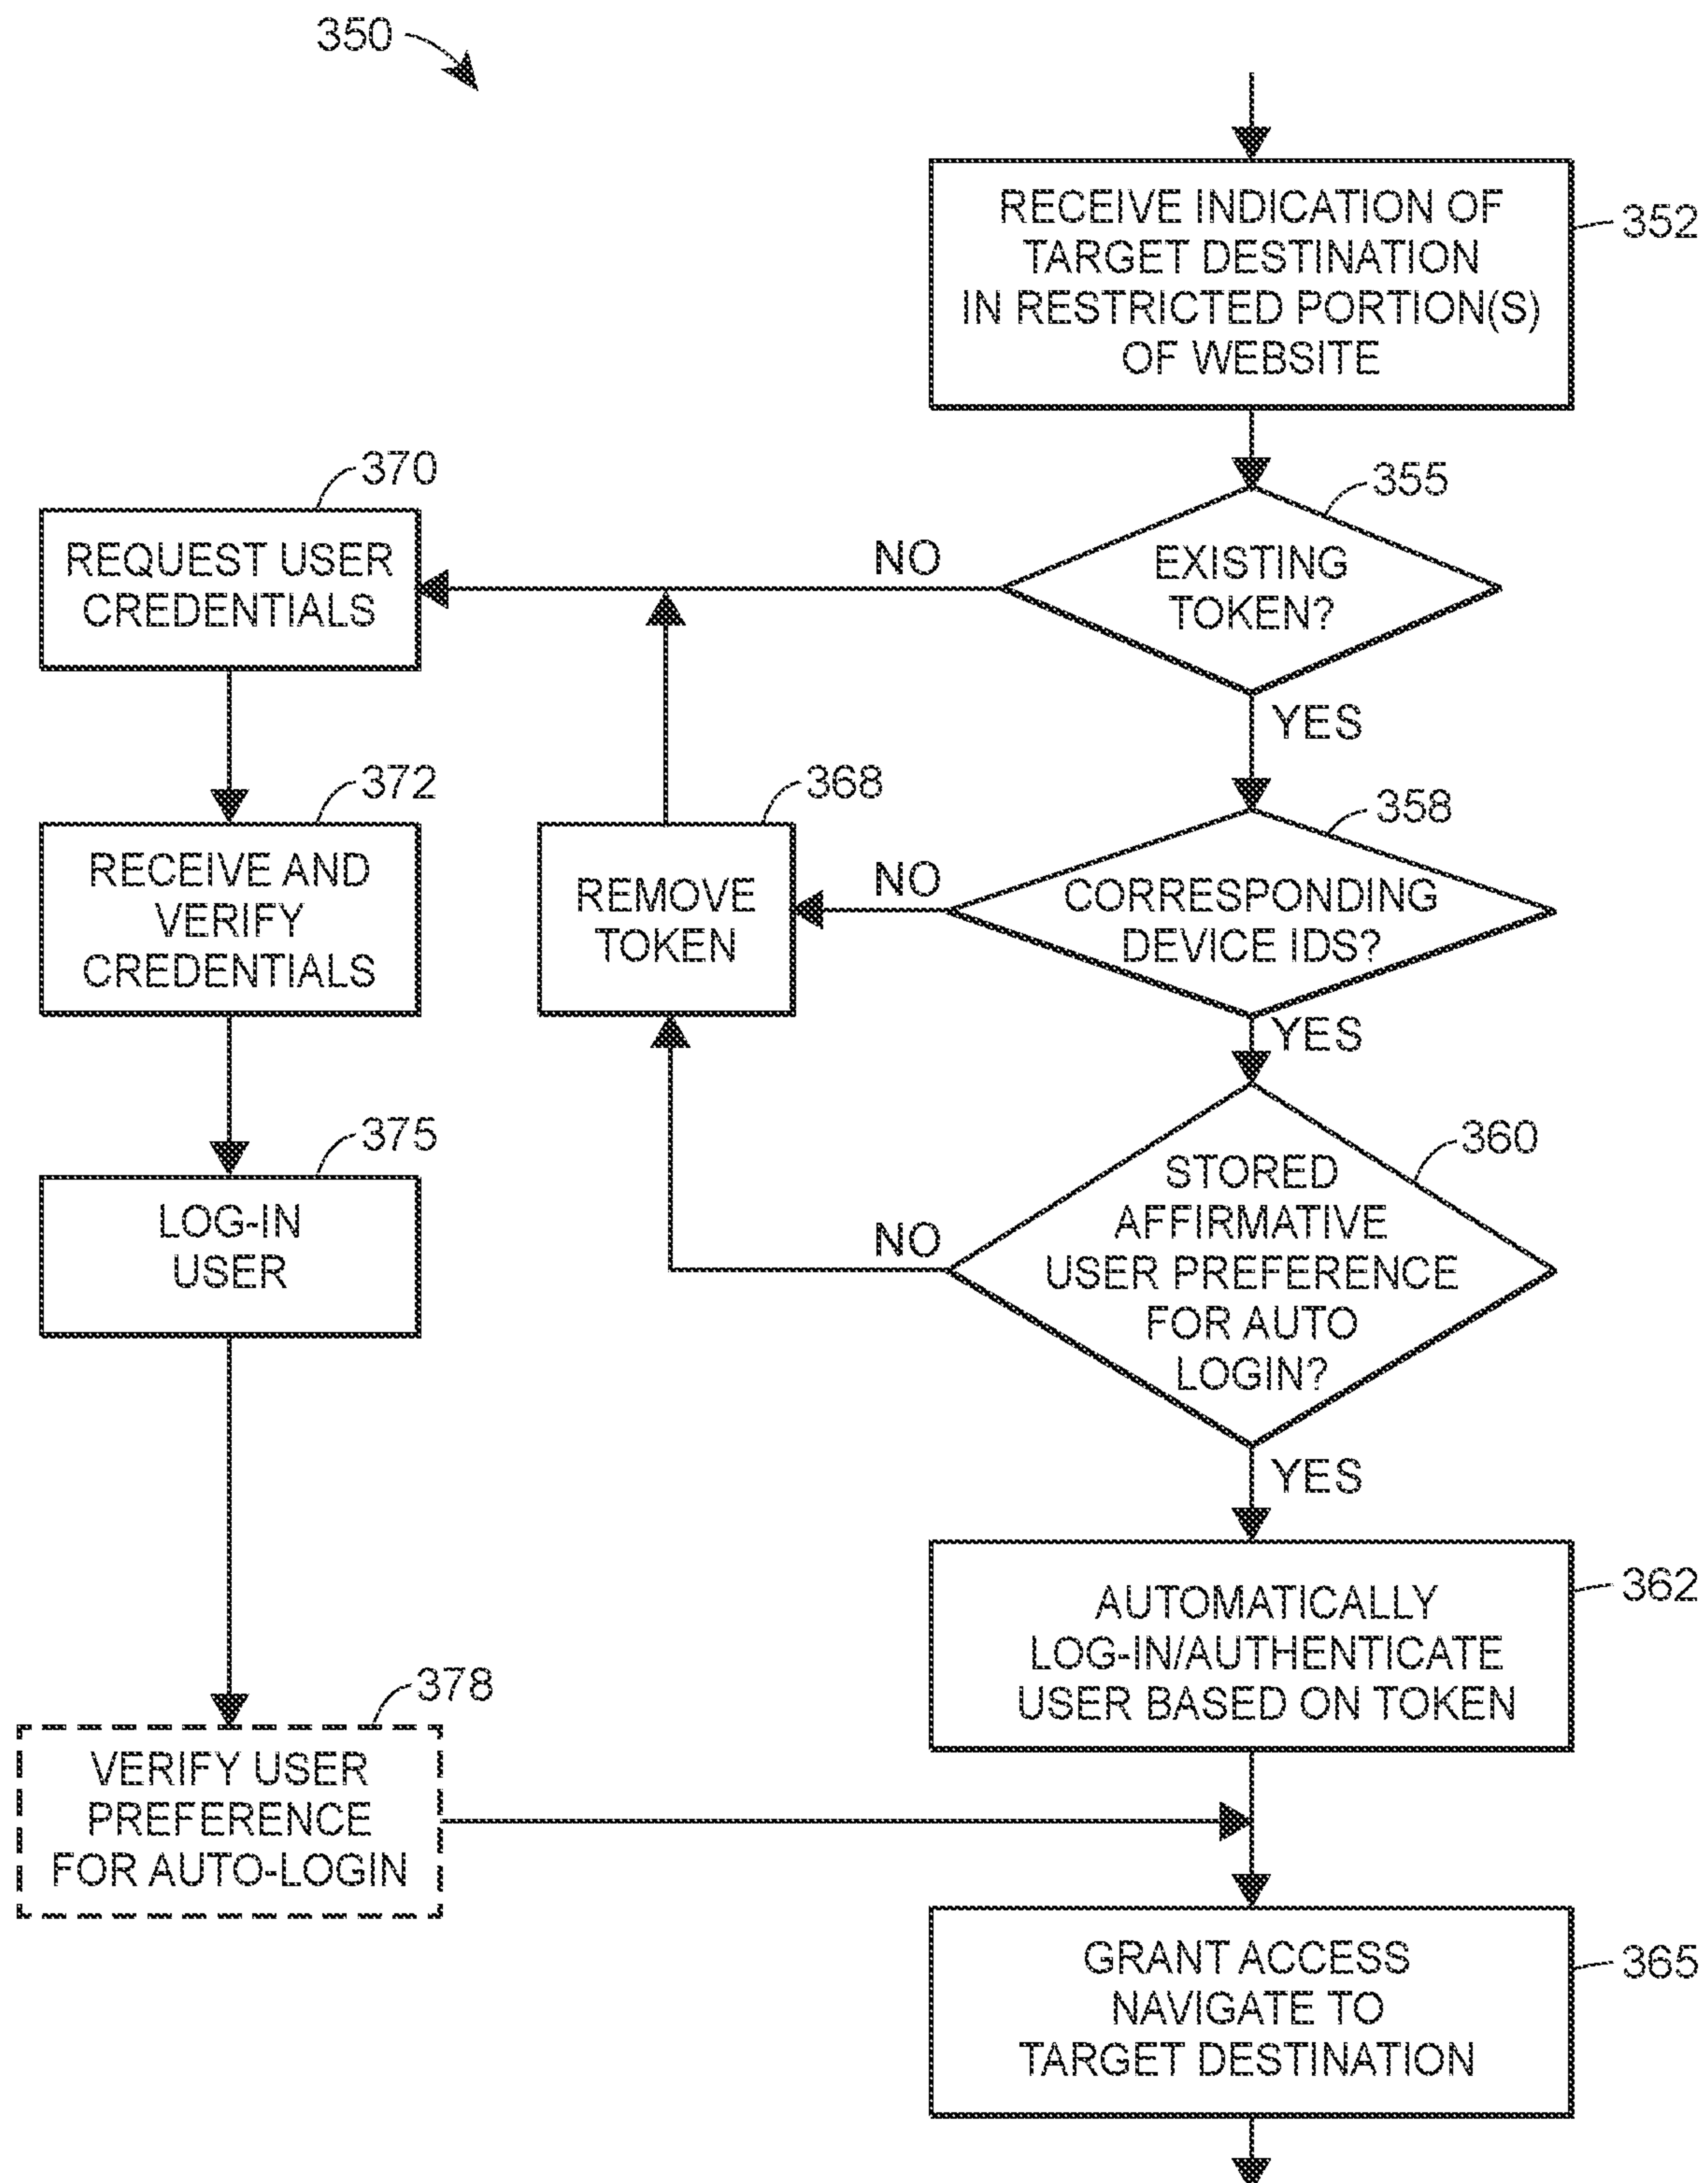 350
RECEIVE INDICATION OF
TARGET DESTINATION
IN RESTRICTED PORTION(S)
OF WEBSITE
352
355
EXISTING
TOKEN?
NO
YES
370
REQUEST USER
CREDENTIALS
358
CORRESPONDING
DEVICE IDS?
NO
YES
368
REMOVE
TOKEN
372
RECEIVE AND
VERIFY
CREDENTIALS
360
STORED
AFFIRMATIVE
USER PREFERENCE
FOR AUTO
LOGIN?
NO
YES
375
LOG-IN
USER
362
AUTOMATICALLY
LOG-IN/AUTHENTICATE
USER BASED ON TOKEN
378
VERIFY USER
PREFERENCE
FOR AUTO-LOGIN
GRANT ACCESS
NAVIGATE TO
TARGET DESTINATION
365